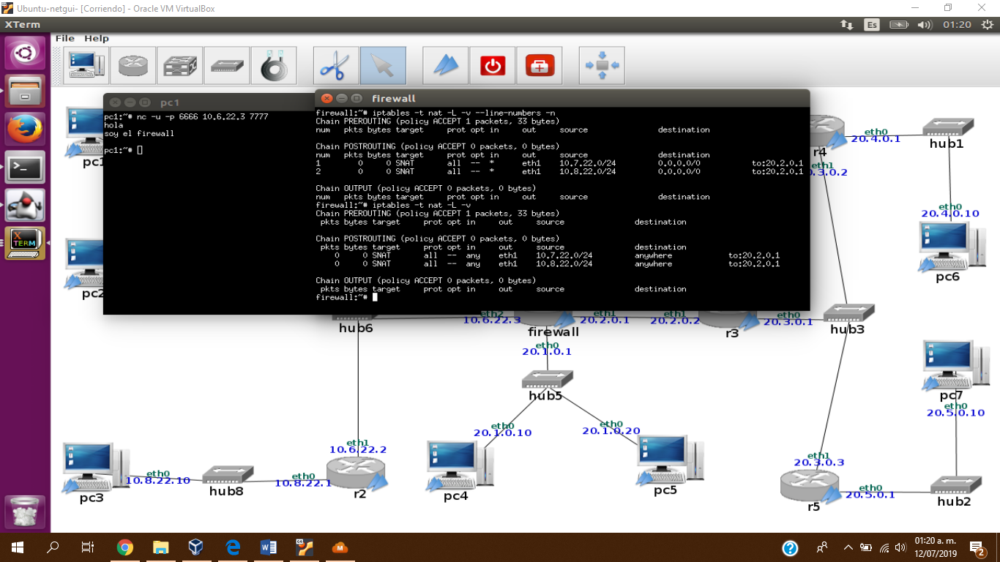 Ubuntu-netgui- [Corriendo] - Oracle VM VirtualBox
XTerm
Es
01:20
File Help
pc1
firewall
pc1:~# nc -u -p 6666 10.6.22.3 7777
hola
soy el firewall
pc1:~#
firewall:~# iptables -t nat -L -v --line-numbers -n
Chain PREROUTING (policy ACCEPT 1 packets, 33 bytes)
num pkts bytes target prot opt in out source destination
Chain POSTROUTING (policy ACCEPT 0 packets, 0 bytes)
num pkts bytes target prot opt in out source destination
1 0 0 SNAT all -- * eth1 10.7.22.0/24 0.0.0.0/0 to:20.2.0.1
2 0 0 SNAT all -- * eth1 10.8.22.0/24 0.0.0.0/0 to:20.2.0.1
Chain OUTPUT (policy ACCEPT 0 packets, 0 bytes)
num pkts bytes target prot opt in out source destination
firewall:~# iptables -t nat -L -v
Chain PREROUTING (policy ACCEPT 1 packets, 33 bytes)
pkts bytes target prot opt in out source destination
Chain POSTROUTING (policy ACCEPT 0 packets, 0 bytes)
pkts bytes target prot opt in out source destination
0 0 SNAT all -- any eth1 10.7.22.0/24 anywhere to:20.2.0.1
0 0 SNAT all -- any eth1 10.8.22.0/24 anywhere to:20.2.0.1
Chain OUTPUT (policy ACCEPT 0 packets, 0 bytes)
pkts bytes target prot opt in out source destination
firewall:~#
X
TERM
pc1
pc2
r4
eth0
20.4.0.1
hub1
eth1
.3.0.2
eth0
20.4.0.10
pc6
hub6
eth2
10.6.22.3
firewall
eth1
20.2.0.1
eth1
20.2.0.2
r3
eth0
20.3.0.1
hub3
eth0
20.1.0.1
hub5
pc7
eth0
20.5.0.10
eth0
20.1.0.10
eth0
20.1.0.20
pc4
pc5
eth1
10.6.22.2
pc3
eth0
10.8.22.10
hub8
eth0
10.8.22.1
r2
eth1
20.3.0.3
r5
eth0
20.5.0.1
hub2
01:20 a. m.
12/07/2019
2